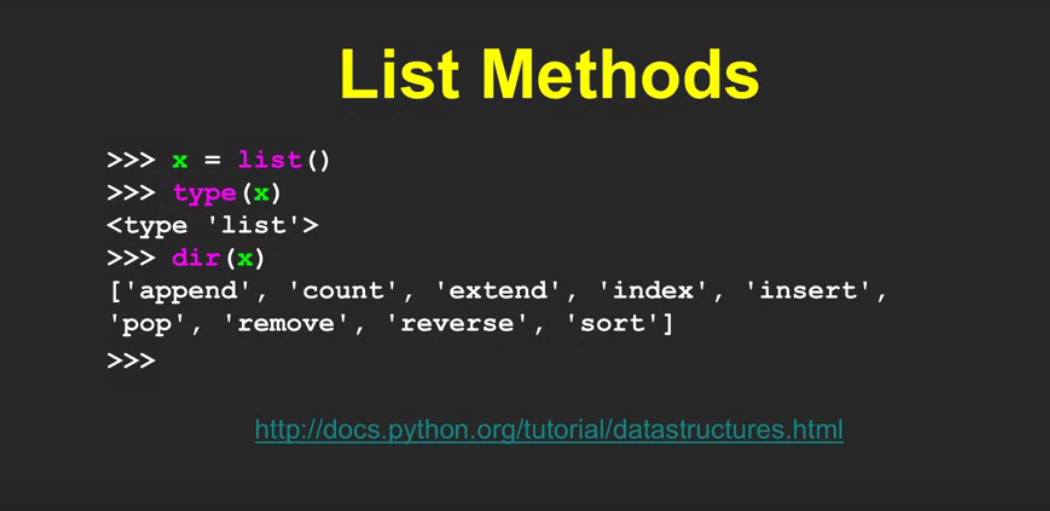 List Methods
>>> x = list()
>>> type(x)
<type 'list'>
>>> dir(x)
['append', 'count', 'extend', 'index', 'insert',
'pop', 'remove', 'reverse', 'sort']
>>>
http://docs.python.org/tutorial/datastructures.html